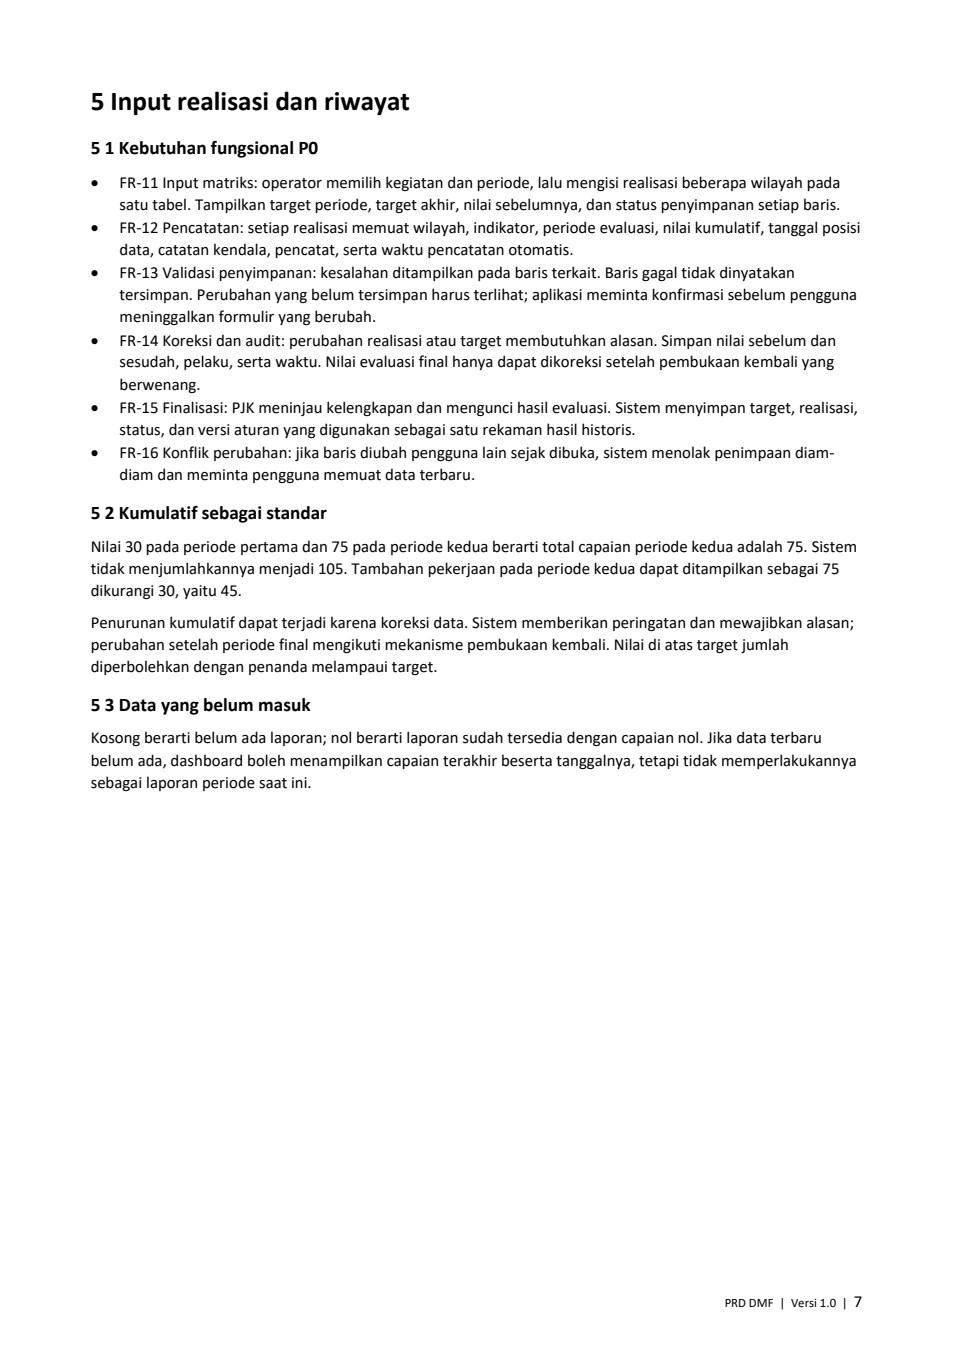 5 Input realisasi dan riwayat
5 1 Kebutuhan fungsional P0
• FR-11 Input matriks: operator memilih kegiatan dan periode, lalu mengisi realisasi beberapa wilayah pada
satu tabel. Tampilkan target periode, target akhir, nilai sebelumnya, dan status penyimpanan setiap baris.
• FR-12 Pencatatan: setiap realisasi memuat wilayah, indikator, periode evaluasi, nilai kumulatif, tanggal posisi
data, catatan kendala, pencatat, serta waktu pencatatan otomatis.
• FR-13 Validasi penyimpanan: kesalahan ditampilkan pada baris terkait. Baris gagal tidak dinyatakan
tersimpan. Perubahan yang belum tersimpan harus terlihat; aplikasi meminta konfirmasi sebelum pengguna
meninggalkan formulir yang berubah.
• FR-14 Koreksi dan audit: perubahan realisasi atau target membutuhkan alasan. Simpan nilai sebelum dan
sesudah, pelaku, serta waktu. Nilai evaluasi final hanya dapat dikoreksi setelah pembukaan kembali yang
berwenang.
• FR-15 Finalisasi: PJK meninjau kelengkapan dan mengunci hasil evaluasi. Sistem menyimpan target, realisasi,
status, dan versi aturan yang digunakan sebagai satu rekaman hasil historis.
• FR-16 Konflik perubahan: jika baris diubah pengguna lain sejak dibuka, sistem menolak penimpaan diam-
diam dan meminta pengguna memuat data terbaru.
5 2 Kumulatif sebagai standar
Nilai 30 pada periode pertama dan 75 pada periode kedua berarti total capaian periode kedua adalah 75. Sistem
tidak menjumlahkannya menjadi 105. Tambahan pekerjaan pada periode kedua dapat ditampilkan sebagai 75
dikurangi 30, yaitu 45.
Penurunan kumulatif dapat terjadi karena koreksi data. Sistem memberikan peringatan dan mewajibkan alasan;
perubahan setelah periode final mengikuti mekanisme pembukaan kembali. Nilai di atas target jumlah
diperbolehkan dengan penanda melampaui target.
5 3 Data yang belum masuk
Kosong berarti belum ada laporan; nol berarti laporan sudah tersedia dengan capaian nol. Jika data terbaru
belum ada, dashboard boleh menampilkan capaian terakhir beserta tanggalnya, tetapi tidak memperlakukannya
sebagai laporan periode saat ini.
PRD DMF | Versi 1.0 | 7